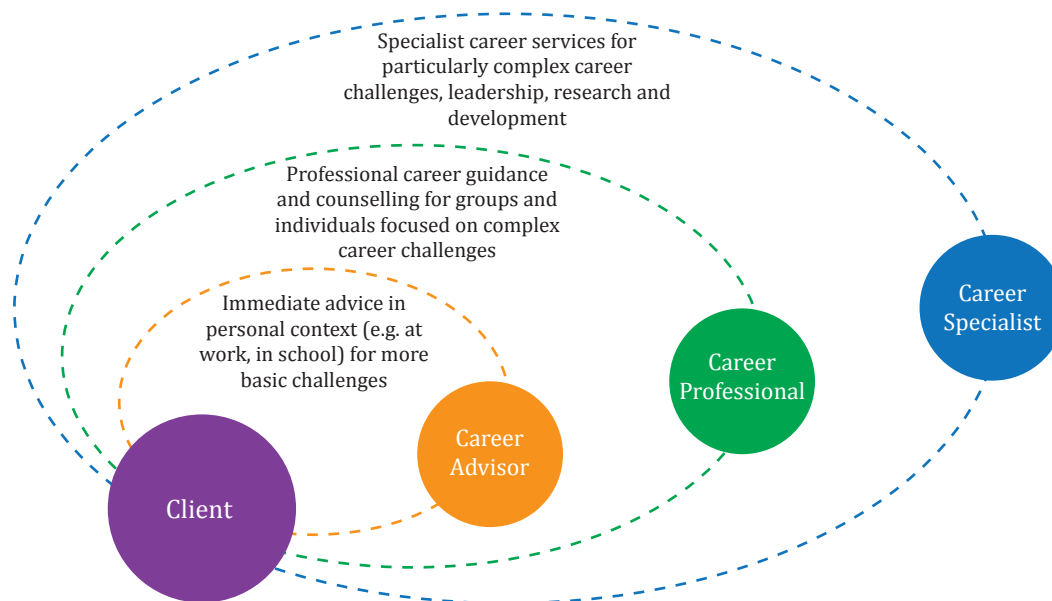 Specialist career services for
particularly complex career
challenges, leadership, research and
development
Professional career guidance
and counselling for groups and
individuals focused on complex
career challenges
Immediate advice in
personal context (e.g. at
work, in school) for more
basic challenges
Career
Specialist
Career
Professional
Career
Advisor
Client